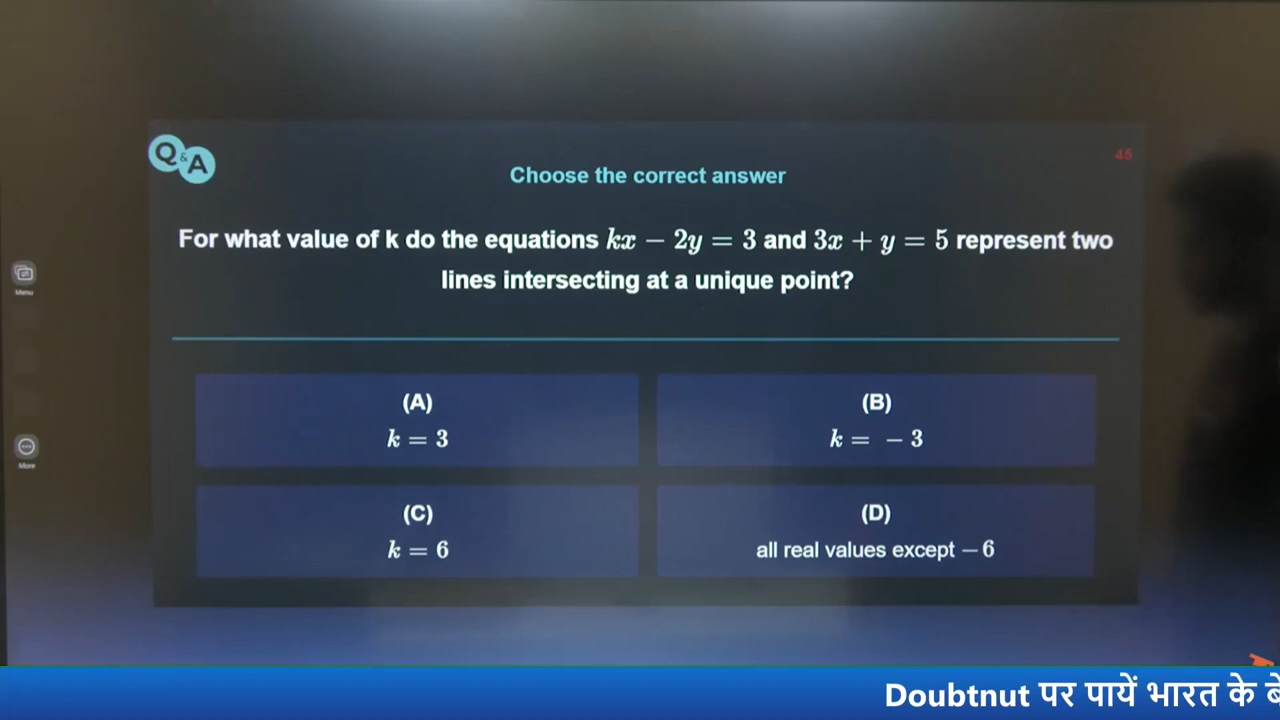 Q & A
45
Choose the correct answer
For what value of k do the equations kx − 2y = 3 and 3x + y = 5 represent two
lines intersecting at a unique point?
Menu
(A)
k = 3
(B)
k = − 3
More
(C)
k = 6
(D)
all real values except − 6
Doubtnut पर पायें भारत के